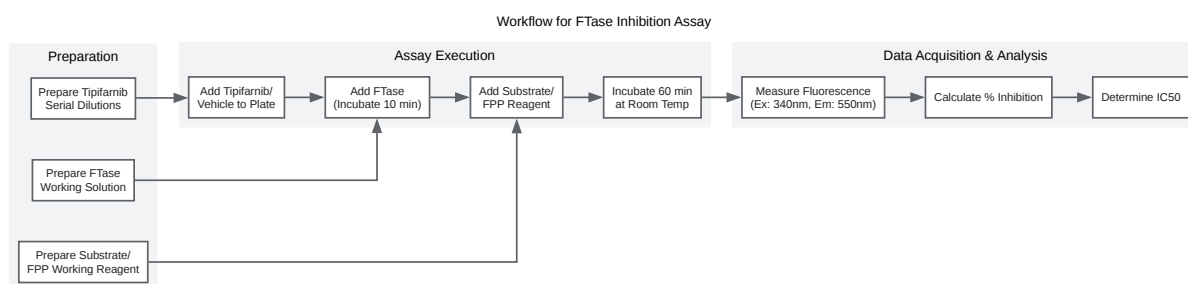 Workflow for FTase Inhibition Assay
Preparation
Prepare Tipifarnib
Serial Dilutions
Prepare FTase
Working Solution
Prepare Substrate/
FPP Working Reagent
Assay Execution
Add Tipifarnib/
Vehicle to Plate
Add FTase
(Incubate 10 min)
Add Substrate/
FPP Reagent
Incubate 60 min
at Room Temp
Data Acquisition & Analysis
Measure Fluorescence
(Ex: 340nm, Em: 550nm)
Calculate % Inhibition
Determine IC50